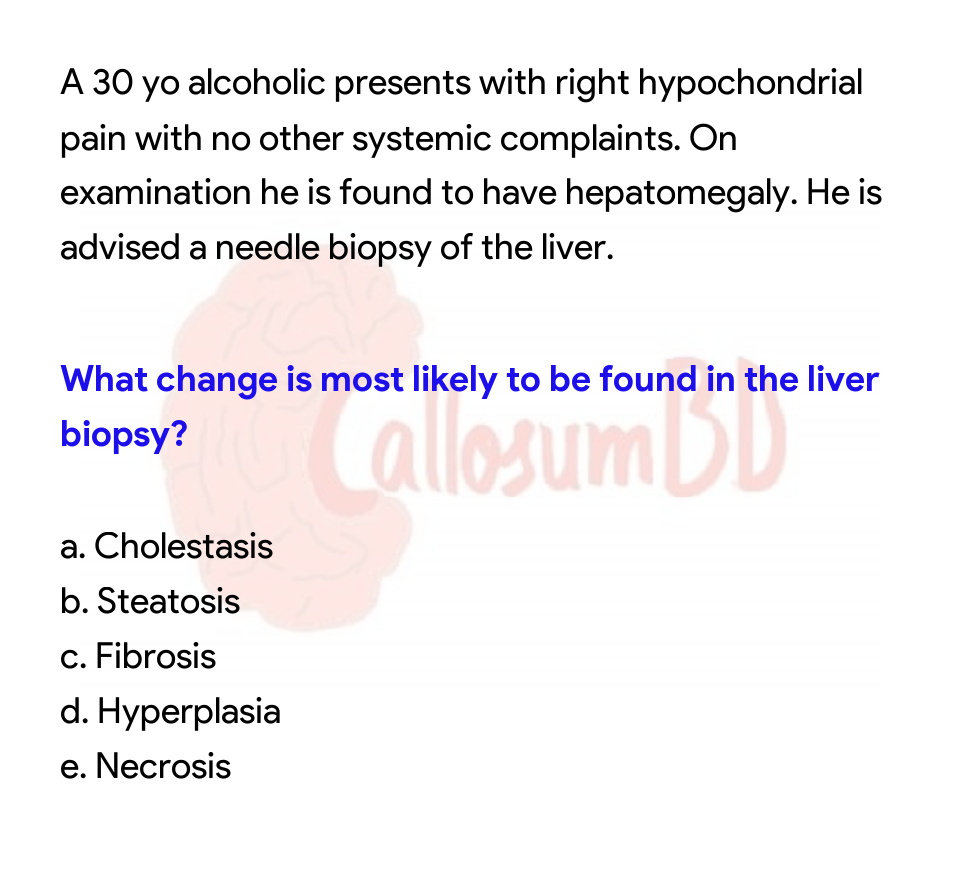 A 30 yo alcoholic presents with right hypochondrial
pain with no other systemic complaints. On
examination he is found to have hepatomegaly. He is
advised a needle biopsy of the liver.
What change is most likely to be found in the liver
biopsy?
CallosumBD
a. Cholestasis
b. Steatosis
c. Fibrosis
d. Hyperplasia
e. Necrosis